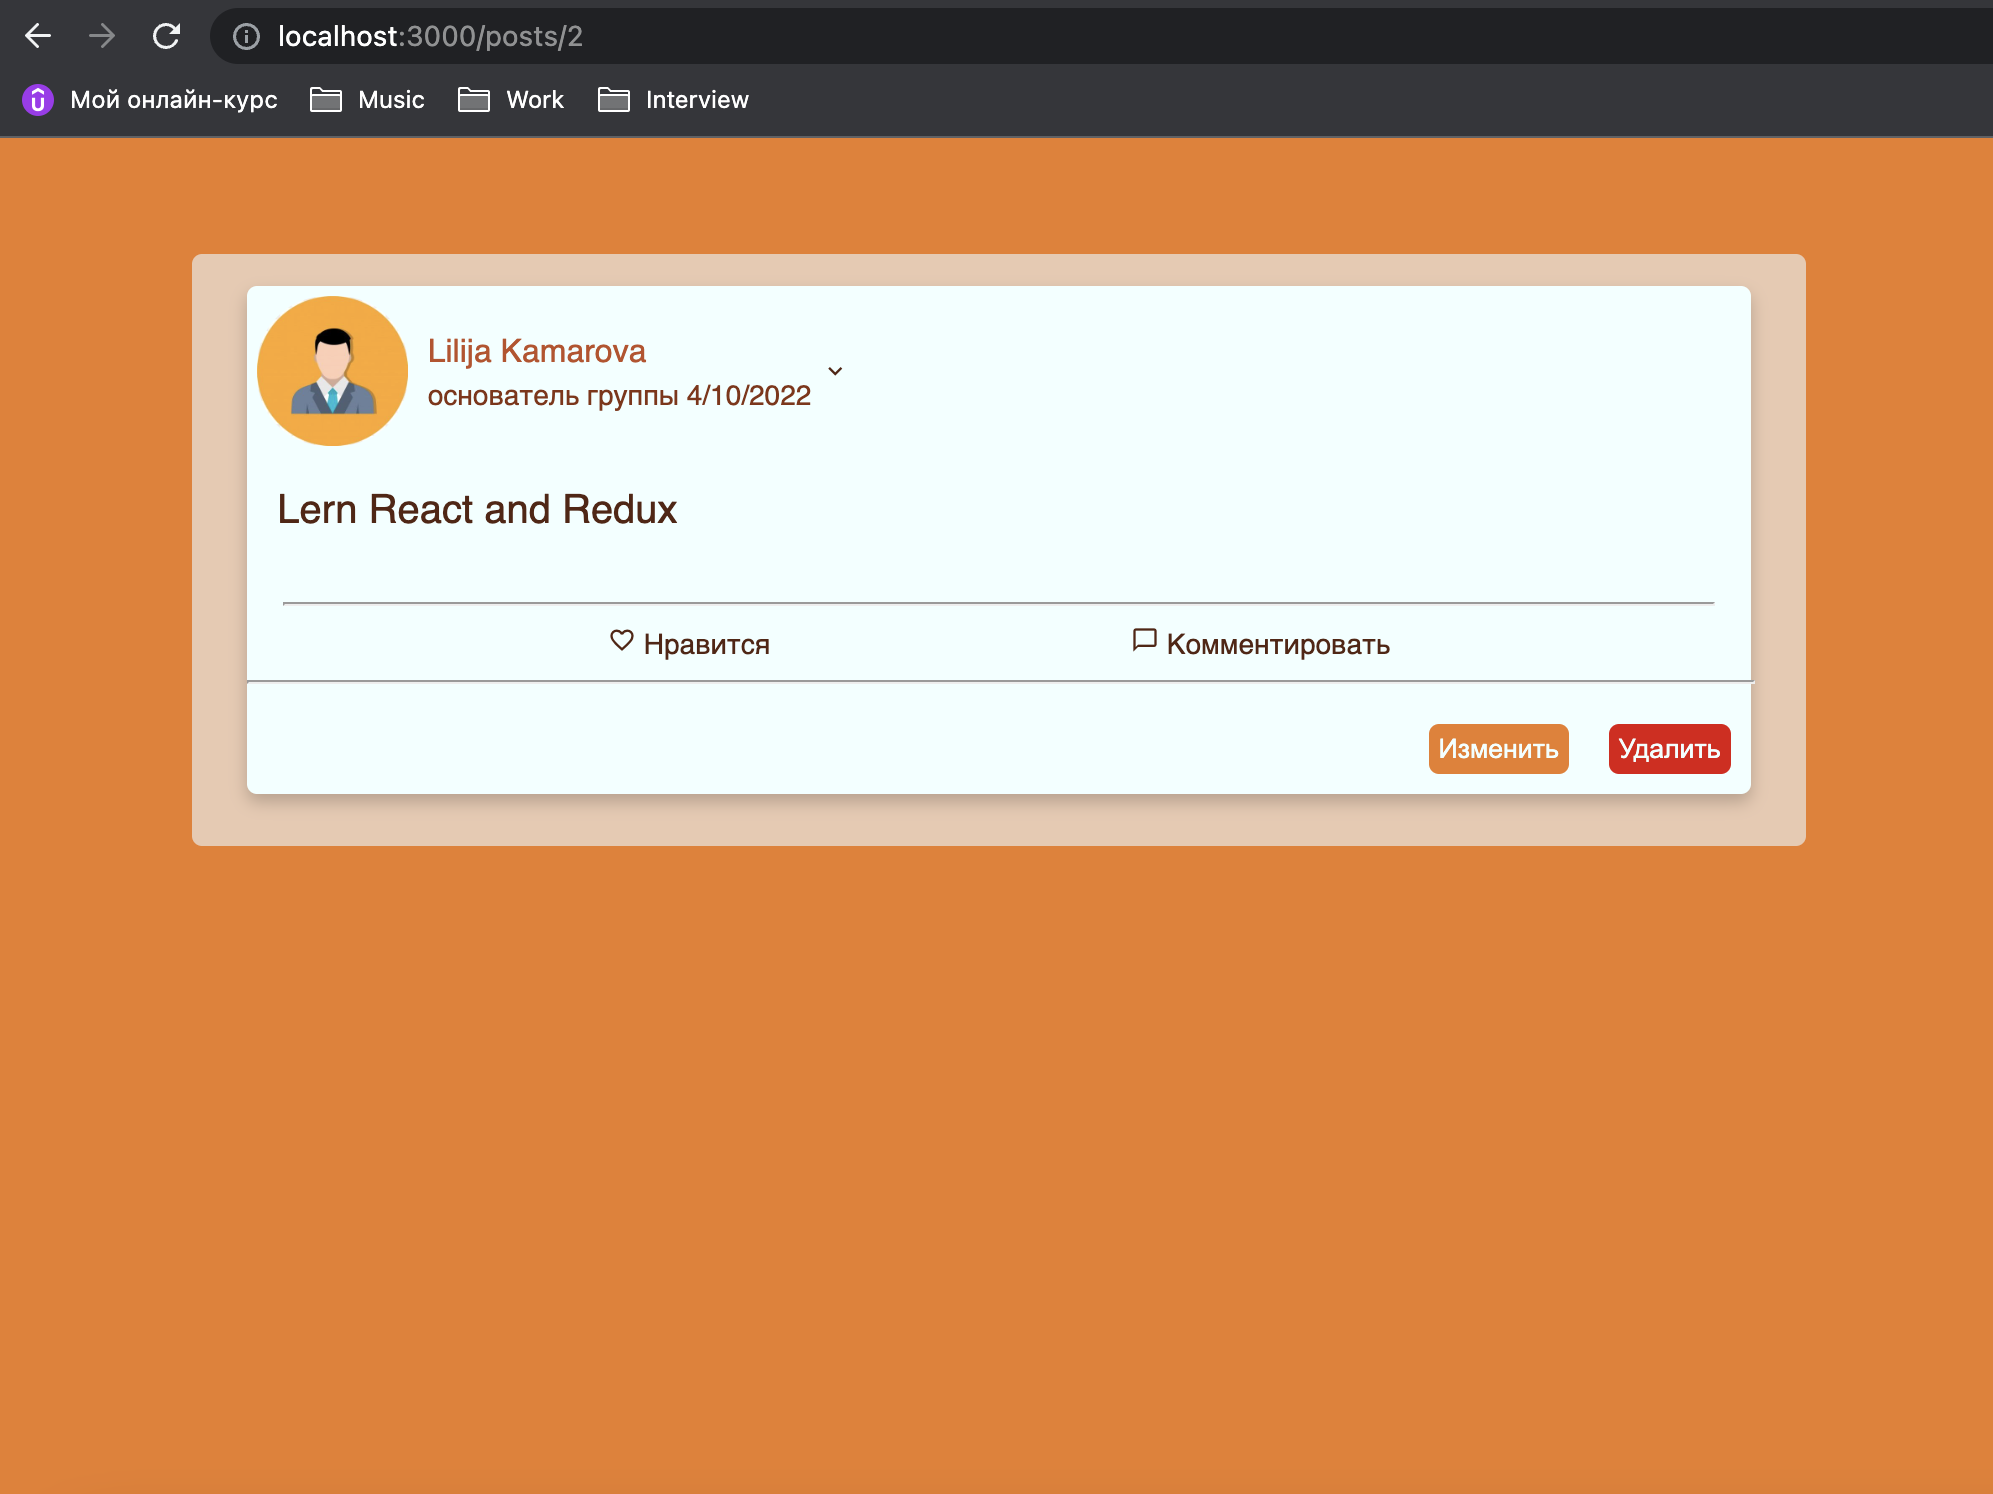 localhost:3000/posts/2
Мой онлайн-курс Music Work Interview
Lilija Kamarova
основатель группы 4/10/2022
Lern React and Redux
Нравится Комментировать
Изменить Удалить